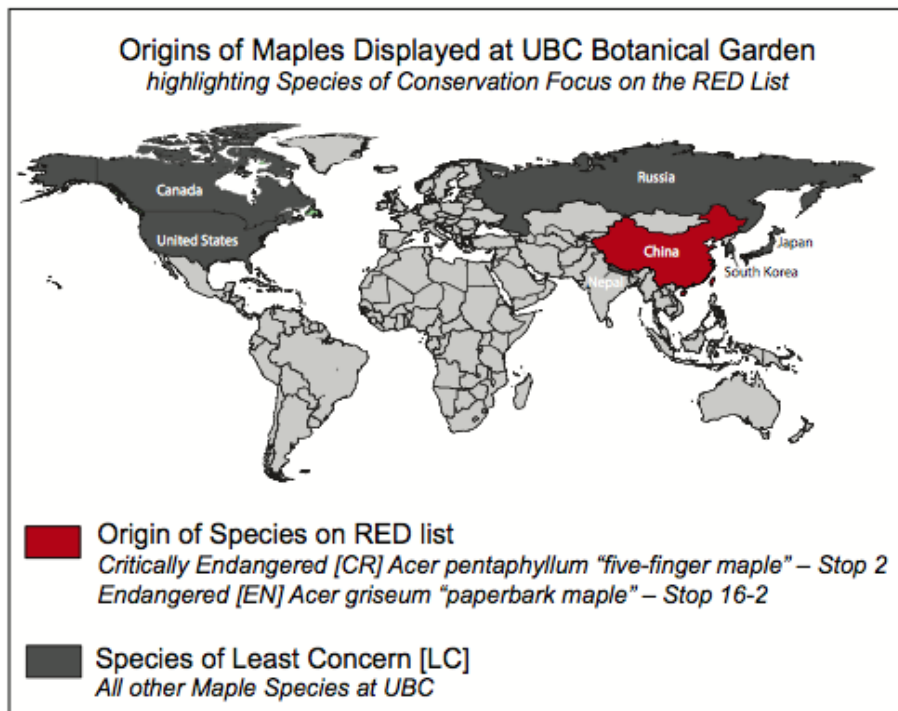 Origins of Maples Displayed at UBC Botanical Garden
highlighting Species of Conservation Focus on the RED List
Canada
Russia
United States
Japan
China
South Korea
Nepal
Origin of Species on RED list
Critically Endangered [CR] Acer pentaphyllum “five-finger maple” – Stop 2
Endangered [EN] Acer griseum “paperbark maple” – Stop 16-2
Species of Least Concern [LC]
All other Maple Species at UBC